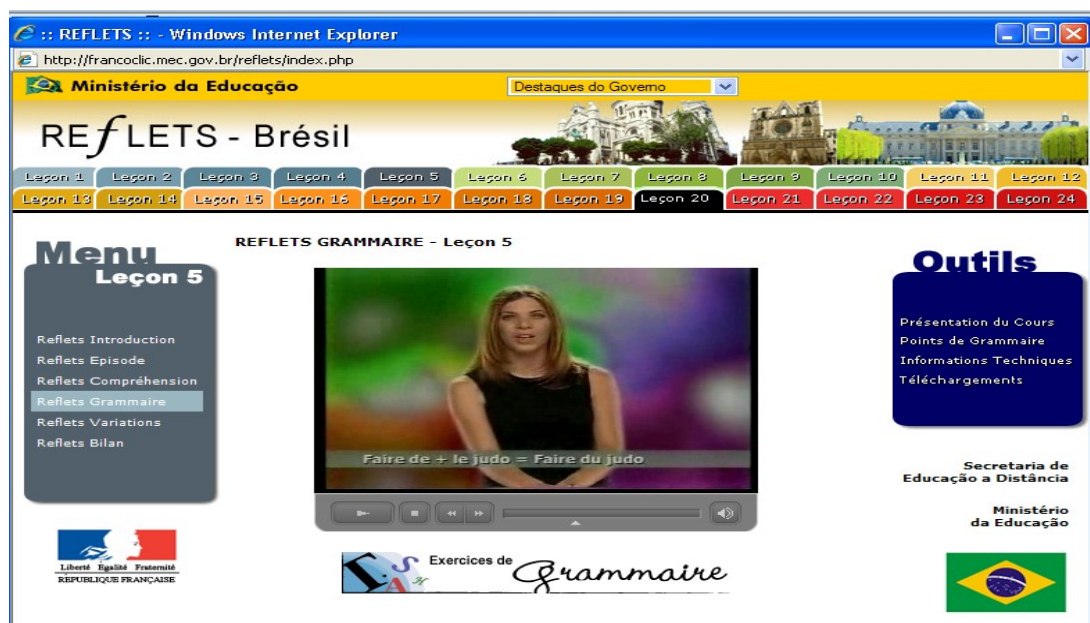 :: REFLETS :: - Windows Internet Explorer
http://francoclic.mec.gov.br/reflets/index.php
Ministério da Educação
Destaques do Governo
REfLETS - Brésil
Leçon 1 Leçon 2 Leçon 3 Leçon 4 Leçon 5 Leçon 6 Leçon 7 Leçon 8 Leçon 9 Leçon 10 Leçon 11 Leçon 12
Leçon 13 Leçon 14 Leçon 15 Leçon 16 Leçon 17 Leçon 18 Leçon 19 Leçon 20 Leçon 21 Leçon 22 Leçon 23 Leçon 24
Menu
Leçon 5
Reflets Introduction
Reflets Episode
Reflets Compréhension
Reflets Grammaire
Reflets Variations
Reflets Bilan
Liberté Égalité Fraternité
RÉPUBLIQUE FRANÇAISE
REFLETS GRAMMAIRE - Leçon 5
Faire de + le judo = Faire du judo
Exercices de Grammaire
Outils
Présentation du Cours
Points de Grammaire
Informations Techniques
Téléchargements
Secretaria de
Educação a Distância
Ministério
da Educação